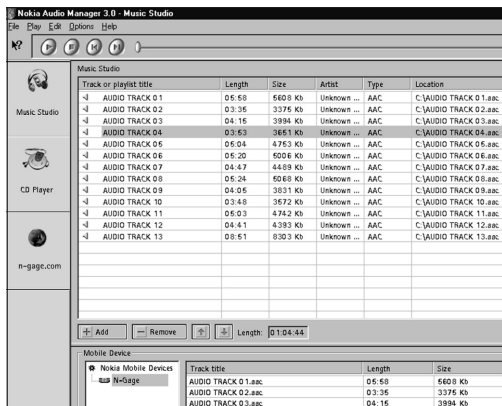 Nokia Audio Manager 3.0 - Music Studio
File Play Edit Options Help
Music Studio
CD Player
n-gage.com
Music Studio
Track or playlist title Length Size Artist Type Location
AUDIO TRACK 01 05:58 5608 Kb Unknown ... AAC C:\AUDIO TRACK 01.aac
AUDIO TRACK 02 03:35 3375 Kb Unknown ... AAC C:\AUDIO TRACK 02.aac
AUDIO TRACK 03 04:15 3994 Kb Unknown ... AAC C:\AUDIO TRACK 03.aac
AUDIO TRACK 04 03:53 3651 Kb Unknown ... AAC C:\AUDIO TRACK 04.aac
AUDIO TRACK 05 05:04 4753 Kb Unknown ... AAC C:\AUDIO TRACK 05.aac
AUDIO TRACK 06 05:20 5006 Kb Unknown ... AAC C:\AUDIO TRACK 06.aac
AUDIO TRACK 07 04:47 4489 Kb Unknown ... AAC C:\AUDIO TRACK 07.aac
AUDIO TRACK 08 05:24 5068 Kb Unknown ... AAC C:\AUDIO TRACK 08.aac
AUDIO TRACK 09 04:05 3831 Kb Unknown ... AAC C:\AUDIO TRACK 09.aac
AUDIO TRACK 10 03:48 3572 Kb Unknown ... AAC C:\AUDIO TRACK 10.aac
AUDIO TRACK 11 05:03 4742 Kb Unknown ... AAC C:\AUDIO TRACK 11.aac
AUDIO TRACK 12 04:41 4393 Kb Unknown ... AAC C:\AUDIO TRACK 12.aac
AUDIO TRACK 13 08:51 8303 Kb Unknown ... AAC C:\AUDIO TRACK 13.aac
Add Remove Length: 01:04:44
Mobile Device
Nokia Mobile Devices
N-Gage
Track title Length Size
AUDIO TRACK 01.aac 05:58 5608 Kb
AUDIO TRACK 02.aac 03:35 3375 Kb
AUDIO TRACK 03.aac 04:15 3994 Kb